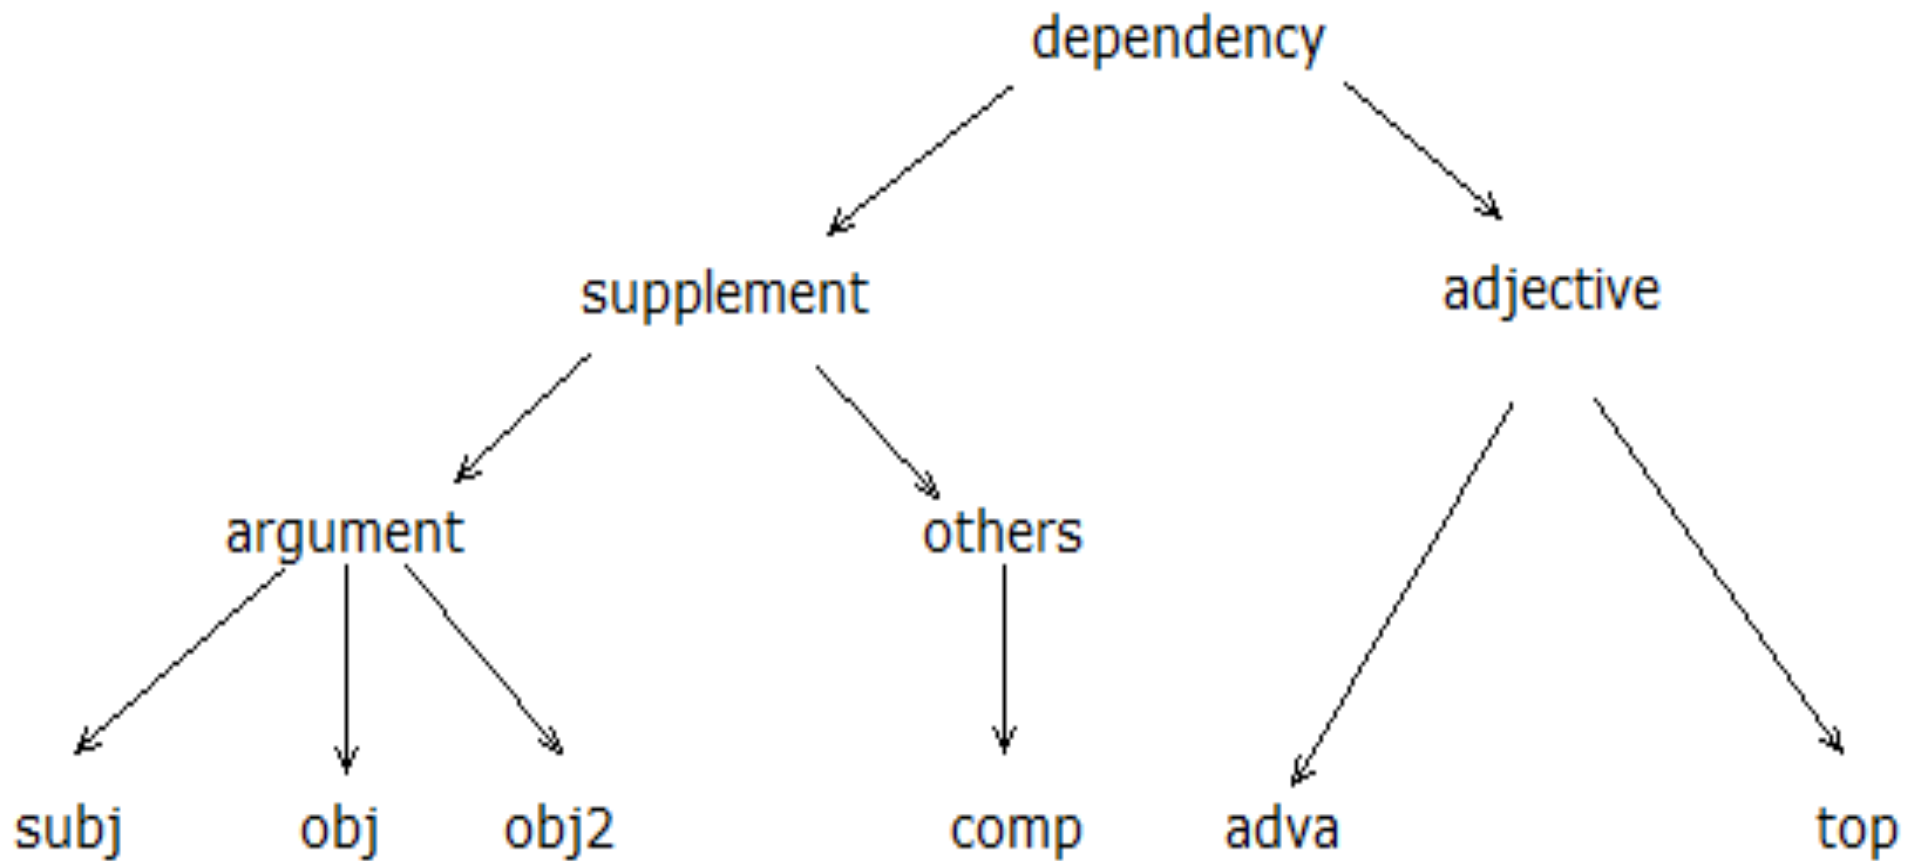 dependency
supplement adjective
argument others
subj obj obj2 comp adva top